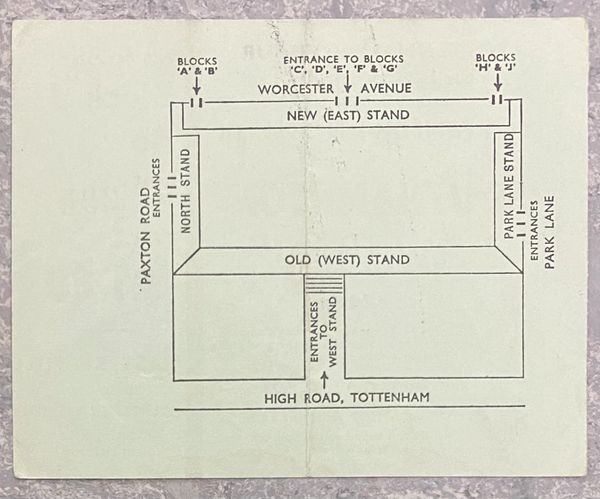 BLOCKS
'A' & 'B'
ENTRANCE TO BLOCKS
'C', 'D', 'E', 'F' & 'G'
BLOCKS
'H' & 'J'
WORCESTER AVENUE
NEW (EAST) STAND
NORTH STAND
PARK LANE STAND
PAXTON ROAD
ENTRANCES
ENTRANCES
PARK LANE
OLD (WEST) STAND
ENTRANCES
TO
WEST STAND
HIGH ROAD, TOTTENHAM